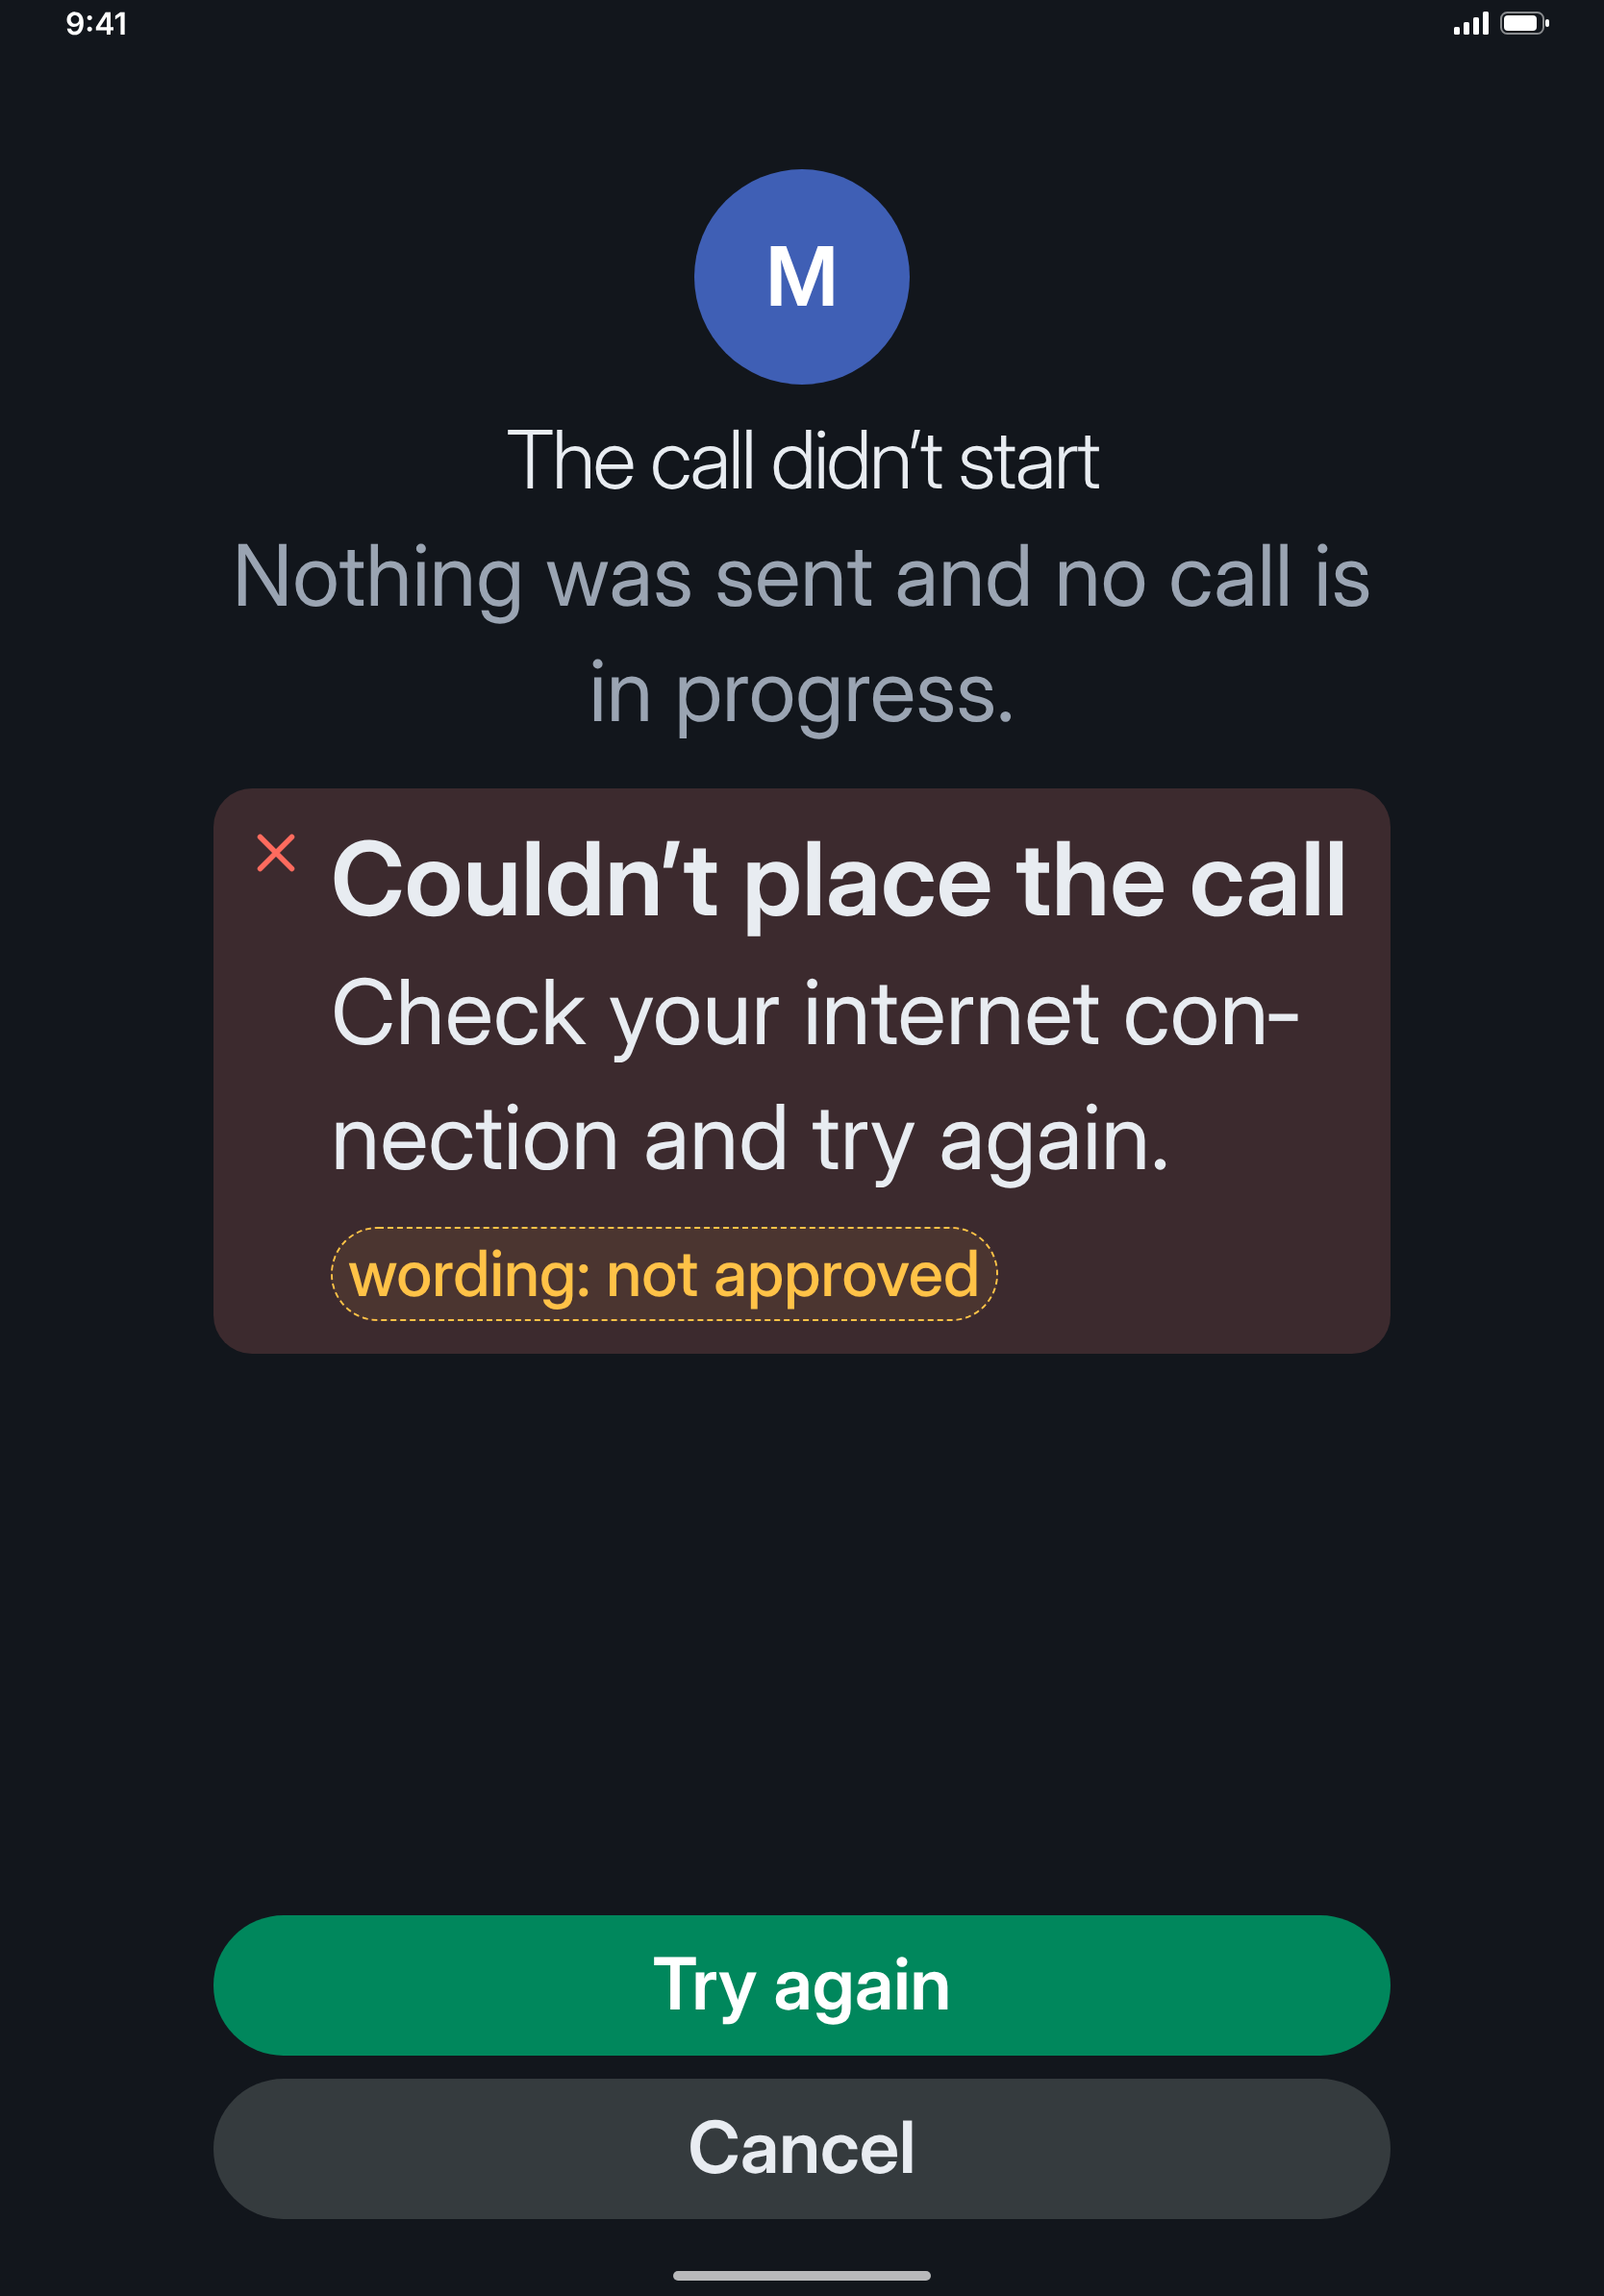 9:41
M
The call didn’t start
Nothing was sent and no call is
in progress.
Couldn’t place the call
Check your internet con-
nection and try again.
wording: not approved
Try again
Cancel